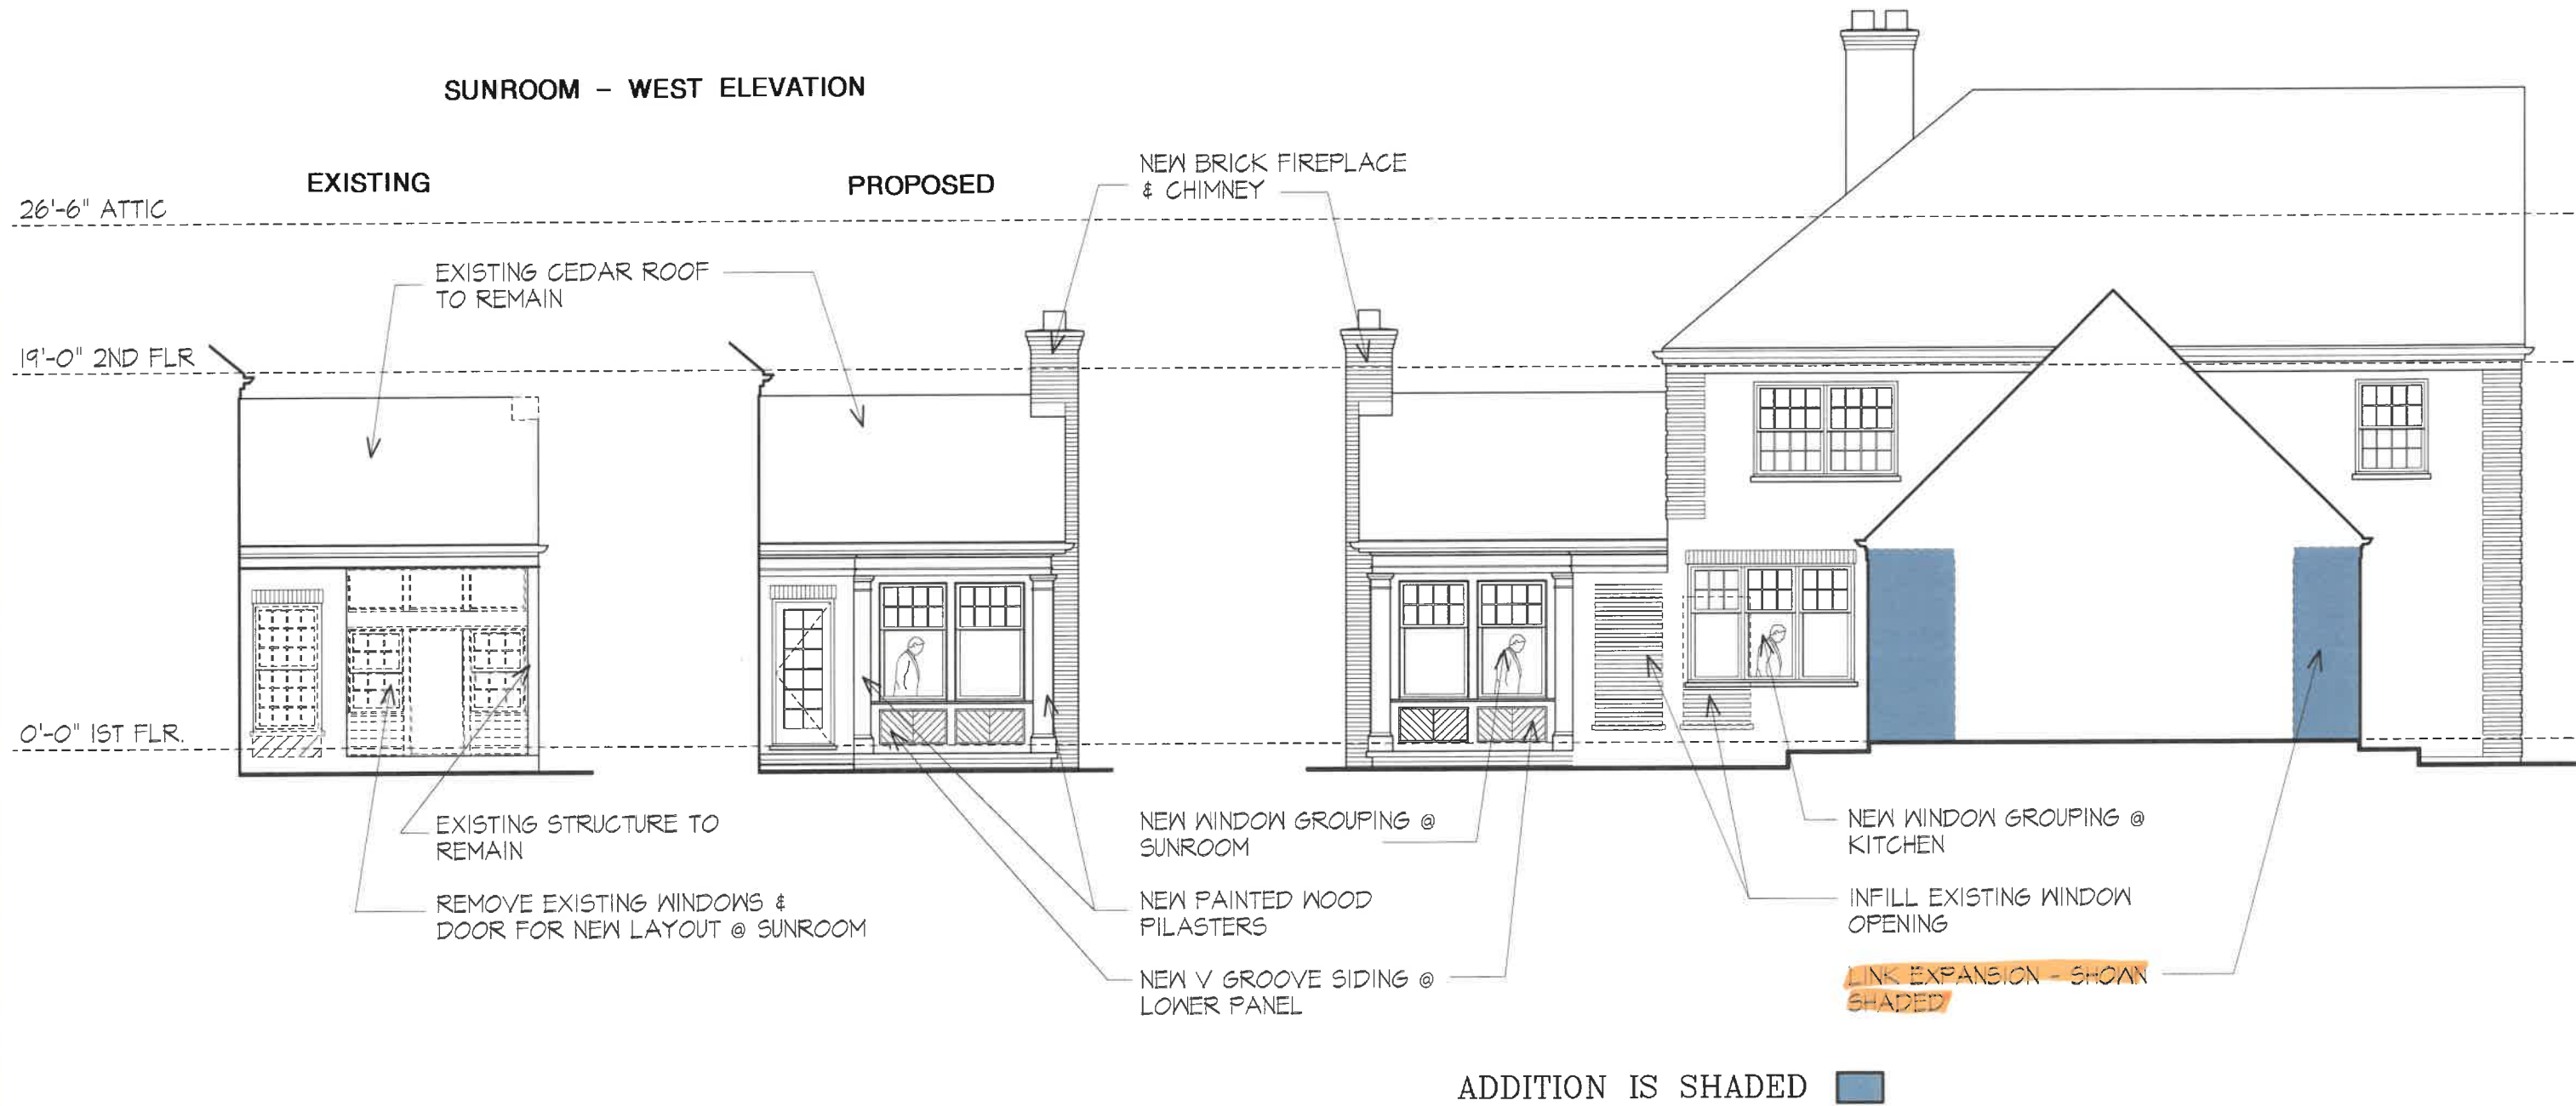 SUNROOM - WEST ELEVATION
EXISTING
PROPOSED
26'-6" ATTIC
19'-0" 2ND FLR
0'-0" 1ST FLR.
EXISTING CEDAR ROOF
TO REMAIN
NEW BRICK FIREPLACE
& CHIMNEY
EXISTING STRUCTURE TO
REMAIN
REMOVE EXISTING WINDOWS &
DOOR FOR NEW LAYOUT @ SUNROOM
NEW WINDOW GROUPING @
SUNROOM
NEW PAINTED WOOD
PILASTERS
NEW V GROOVE SIDING @
LOWER PANEL
NEW WINDOW GROUPING @
KITCHEN
INFILL EXISTING WINDOW
OPENING
LINK EXPANSION - SHOWN
SHADED
ADDITION IS SHADED